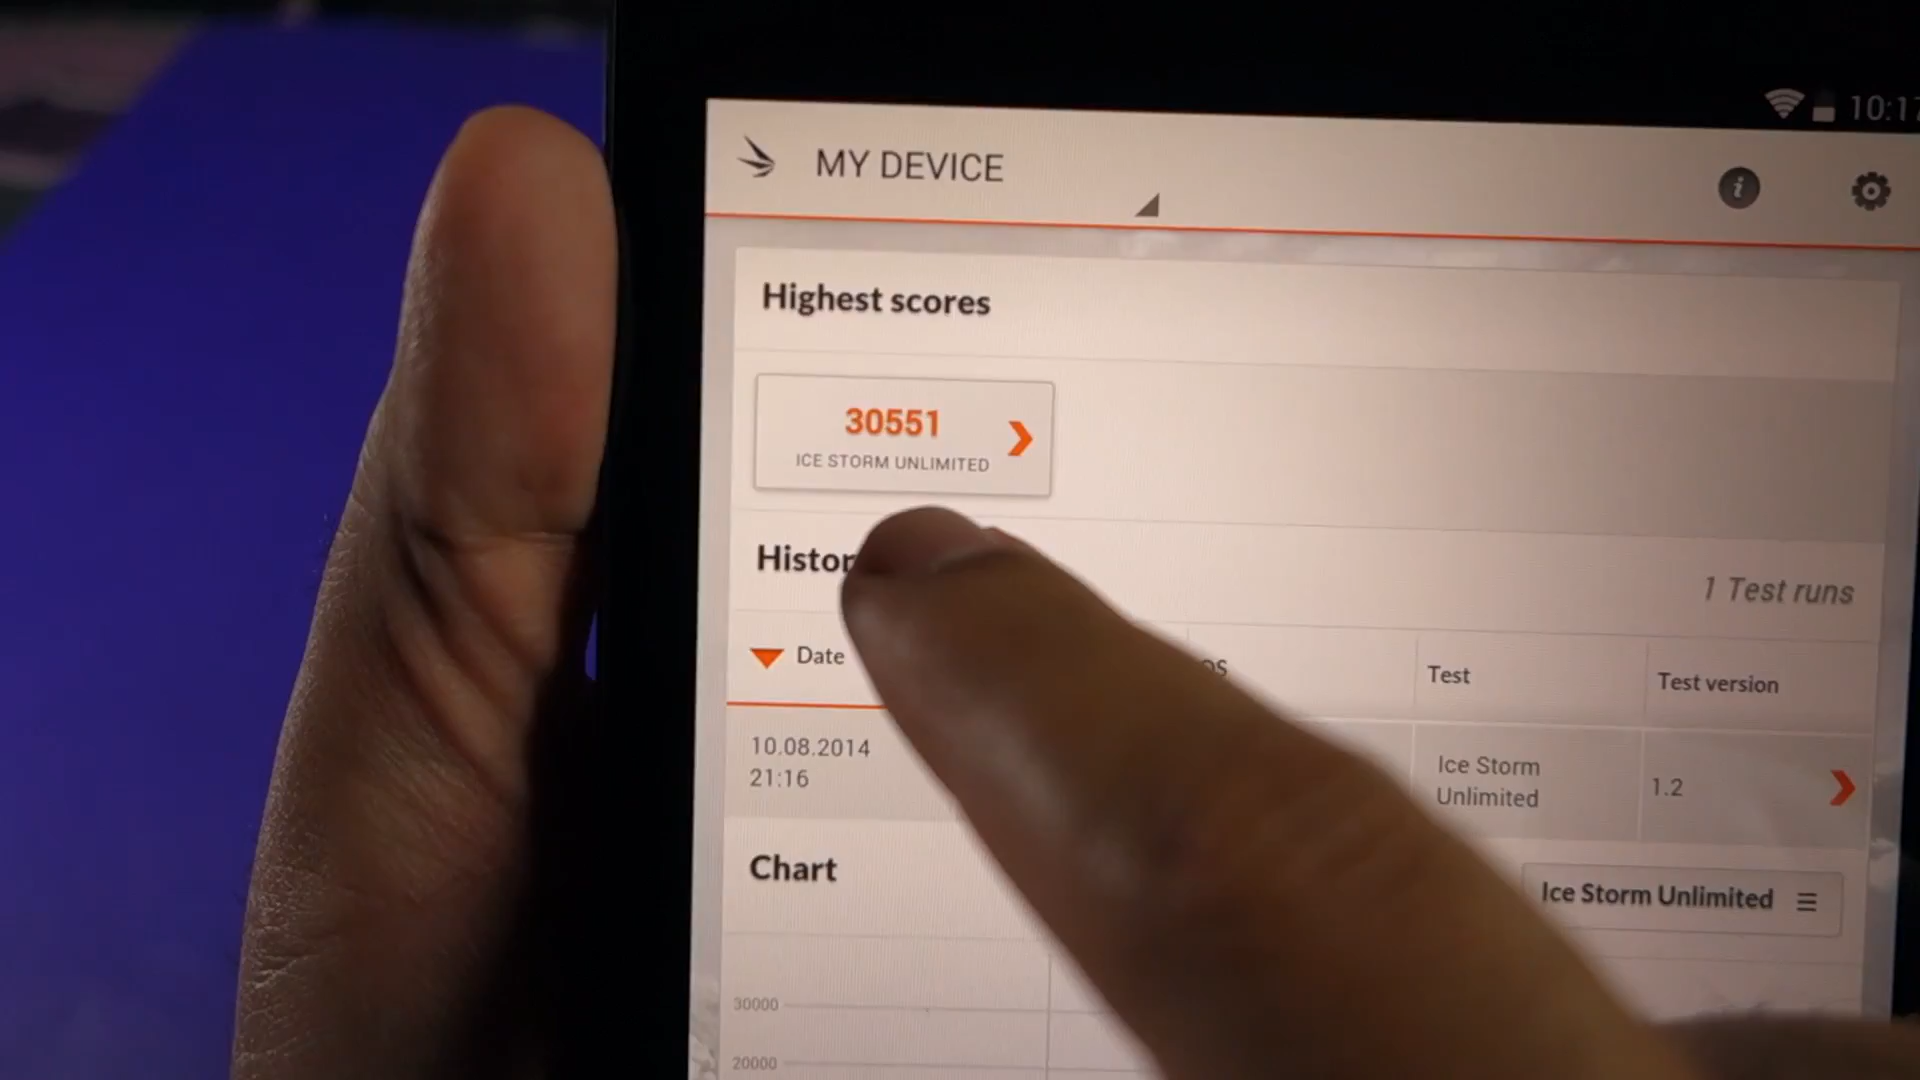 10:17
MY DEVICE
i
Highest scores
30551
ICE STORM UNLIMITED
1 Test runs
Date
Test
Test version
10.08.2014
21:16
Ice Storm
Unlimited
1.2
Chart
Ice Storm Unlimited
30000
20000